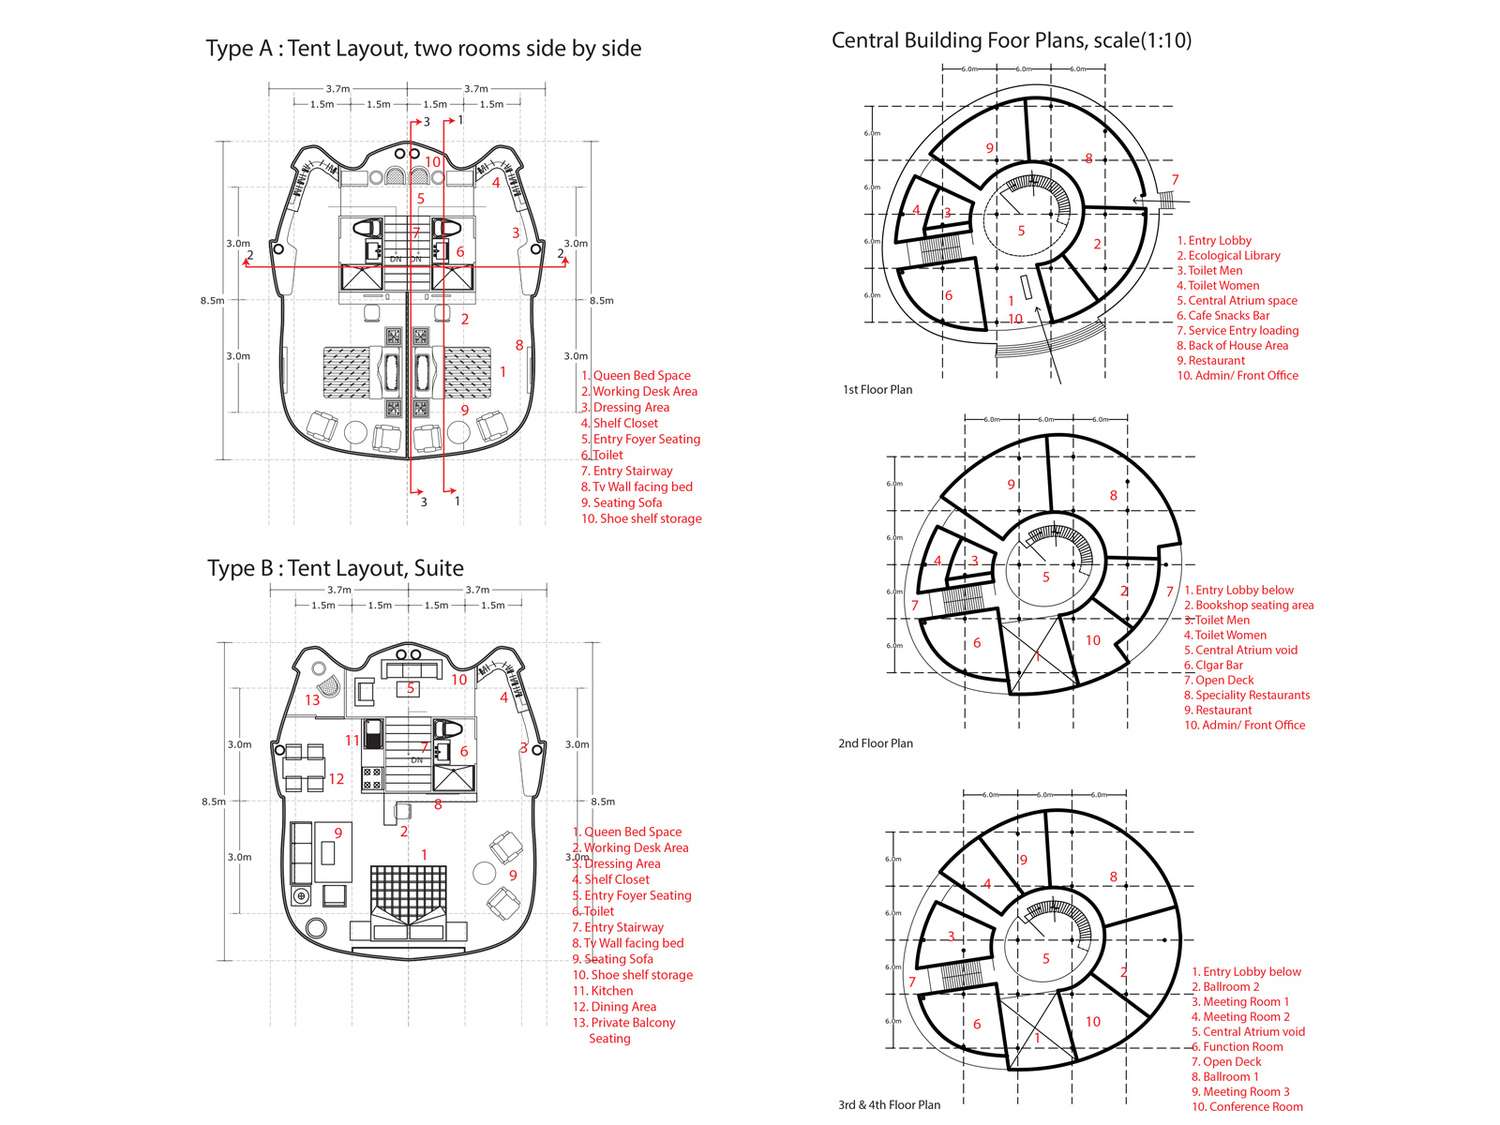 Type A : Tent Layout, two rooms side by side
3.7m 3.7m
1.5m 1.5m 1.5m 1.5m
3 1
10
4
5
7
3
6
3.0m 3.0m
2 2
DN DN
8.5m 8.5m
2
8
3.0m 3.0m
1
9
3 1
1. Queen Bed Space
2. Working Desk Area
3. Dressing Area
4. Shelf Closet
5. Entry Foyer Seating
6. Toilet
7. Entry Stairway
8. Tv Wall facing bed
9. Seating Sofa
10. Shoe shelf storage
Type B : Tent Layout, Suite
3.7m 3.7m
1.5m 1.5m 1.5m 1.5m
10
5
13 4
11 7 6 3
3.0m 3.0m
DN
12
8.5m 8.5m
8
9 2
1
3.0m 3.0m
9
1. Queen Bed Space
2. Working Desk Area
3. Dressing Area
4. Shelf Closet
5. Entry Foyer Seating
6. Toilet
7. Entry Stairway
8. Tv Wall facing bed
9. Seating Sofa
10. Shoe shelf storage
11. Kitchen
12. Dining Area
13. Private Balcony
Seating
Central Building Foor Plans, scale(1:10)
6.0m 6.0m 6.0m
6.0m
9 8
6.0m
7
4 3
5 2
6.0m
6.0m
6 1
10
1st Floor Plan
1. Entry Lobby
2. Ecological Library
3. Toilet Men
4. Toilet Women
5. Central Atrium space
6. Cafe Snacks Bar
7. Service Entry loading
8. Back of House Area
9. Restaurant
10. Admin/ Front Office
6.0m 6.0m 6.0m
6.0m
9 8
6.0m
4 3
5
6.0m 2 7
7
6.0m
6 1 10
2nd Floor Plan
1. Entry Lobby below
2. Bookshop seating area
3. Toilet Men
4. Toilet Women
5. Central Atrium void
6. CIgar Bar
7. Open Deck
8. Speciality Restaurants
9. Restaurant
10. Admin/ Front Office
6.0m 6.0m 6.0m
6.0m
9 8
4
6.0m
3
5
6.0m 2
7
6.0m
6 1 10
3rd & 4th Floor Plan
1. Entry Lobby below
2. Ballroom 2
3. Meeting Room 1
4. Meeting Room 2
5. Central Atrium void
6. Function Room
7. Open Deck
8. Ballroom 1
9. Meeting Room 3
10. Conference Room